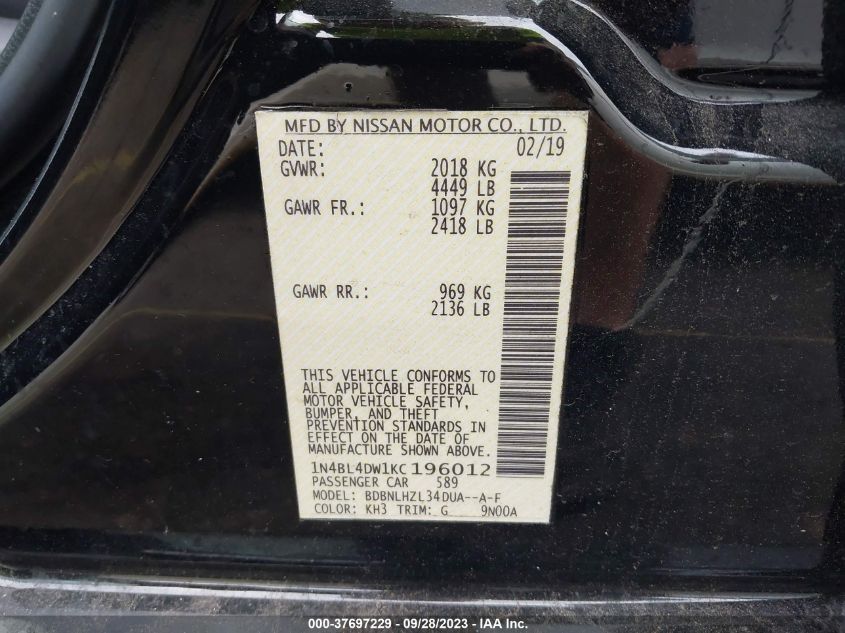 MFD BY NISSAN MOTOR CO., LTD.
DATE: 02/19
GVWR: 2018 KG
4449 LB
GAWR FR.: 1097 KG
2418 LB
GAWR RR.: 969 KG
2136 LB
THIS VEHICLE CONFORMS TO
ALL APPLICABLE FEDERAL
MOTOR VEHICLE SAFETY,
BUMPER, AND THEFT
PREVENTION STANDARDS IN
EFFECT ON THE DATE OF
MANUFACTURE SHOWN ABOVE.
1N4BL4DW1KC196012
PASSENGER CAR 589
MODEL: BDBNLHZL34DUA--A-F
COLOR: KH3 TRIM: G 9N00A
000-37697229 - 09/28/2023 - Copyright IAA, Inc.